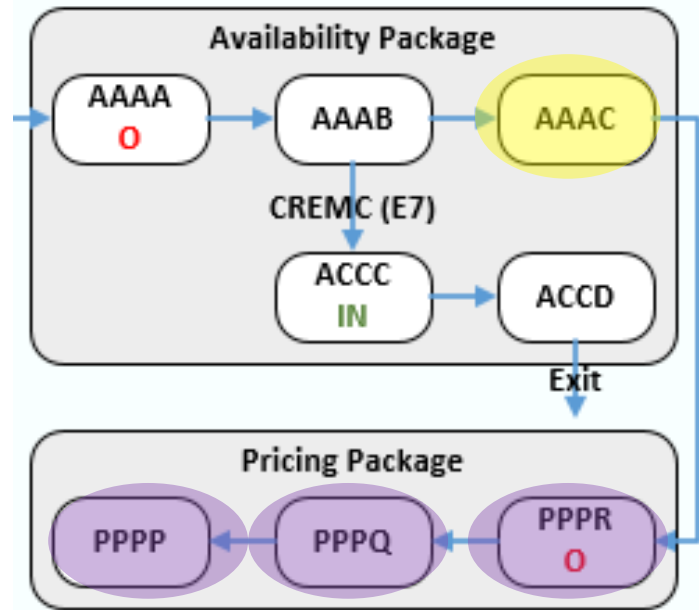 Availability Package
AAAA
O
AAAB
AAAC
CREMC (E7)
ACCC
IN
ACCD
Exit
Pricing Package
PPPP
PPPQ
PPPR
O